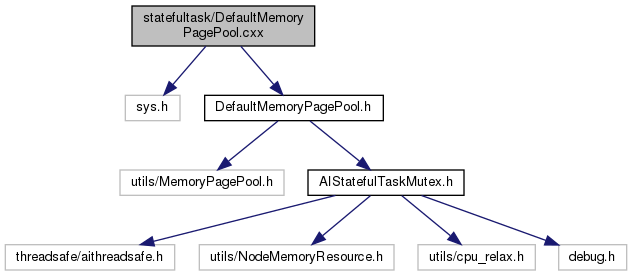 statefultask/DefaultMemory
PagePool.cxx
sys.h
DefaultMemoryPagePool.h
utils/MemoryPagePool.h
AIStatefulTaskMutex.h
threadsafe/aithreadsafe.h
utils/NodeMemoryResource.h
utils/cpu_relax.h
debug.h